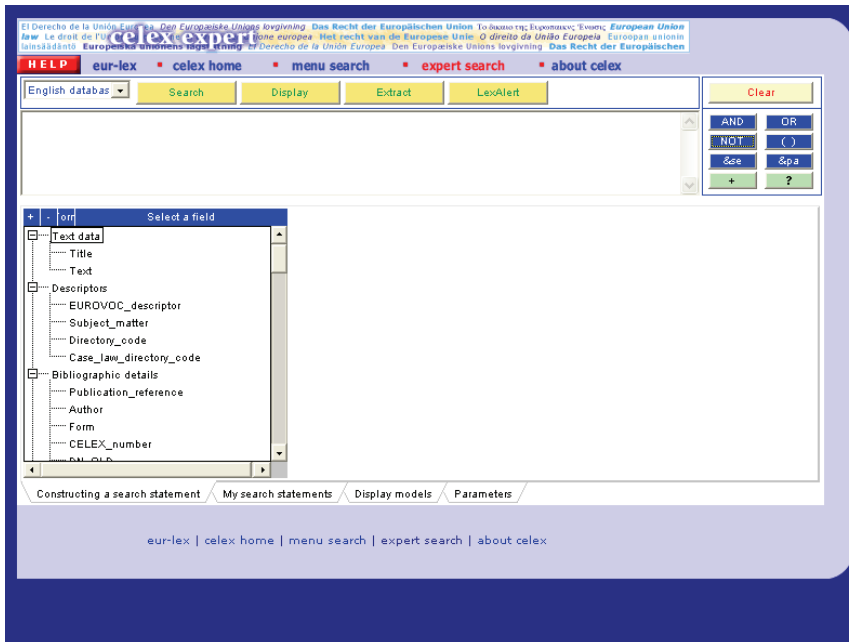 El Derecho de la Unión Europea Den Europæiske Unions lovgivning Das Recht der Europäischen Union Το δικαιο της Ευρωπαικης Ένωσης European Union
law Le droit de l'U celex expert ione europea Het recht van de Europese Unie O direito da União Europeia Euroopan unionin
lainsäädäntö Europeiska unionens lagstiftning El Derecho de la Unión Europea Den Europæiske Unions lovgivning Das Recht der Europäischen
HELP eur-lex celex home menu search expert search about celex
English databas Search Display Extract LexAlert Clear
AND OR
NOT ( )
&se &pa
+ ?
+ - orr Select a field
Text data
Title
Text
Descriptors
EUROVOC_descriptor
Subject_matter
Directory_code
Case_law_directory_code
Bibliographic details
Publication_reference
Author
Form
CELEX_number
DN_OLD
Constructing a search statement My search statements Display models Parameters
eur-lex | celex home | menu search | expert search | about celex